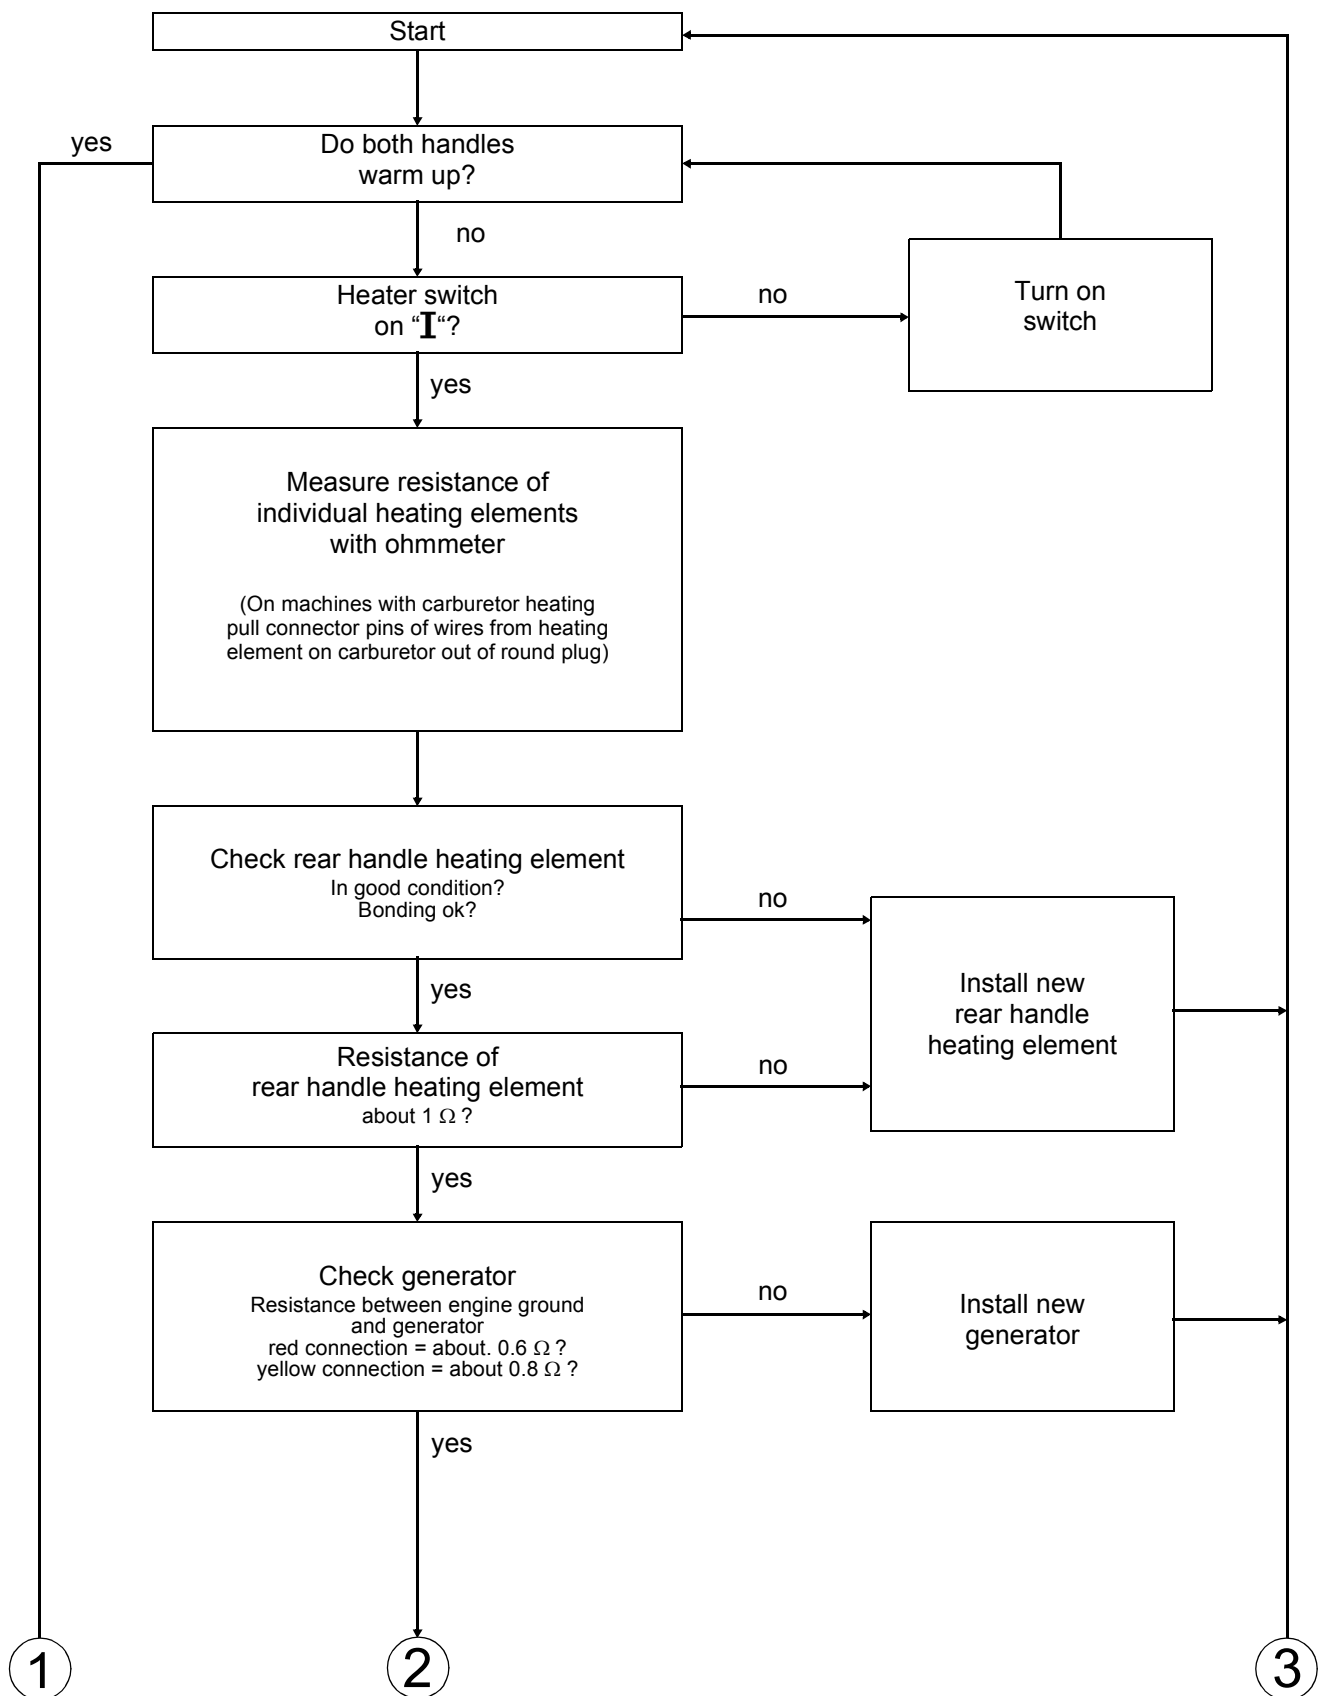 Start
yes
Do both handles
warm up?
no
Heater switch
on “I“?
no
Turn on
switch
yes
Measure resistance of
individual heating elements
with ohmmeter
(On machines with carburetor heating
pull connector pins of wires from heating
element on carburetor out of round plug)
Check rear handle heating element
In good condition?
Bonding ok?
no
Install new
rear handle
heating element
yes
Resistance of
rear handle heating element
about 1 Ω ?
no
yes
Check generator
Resistance between engine ground
and generator
red connection = about. 0.6 Ω ?
yellow connection = about 0.8 Ω ?
no
Install new
generator
yes
1
2
3